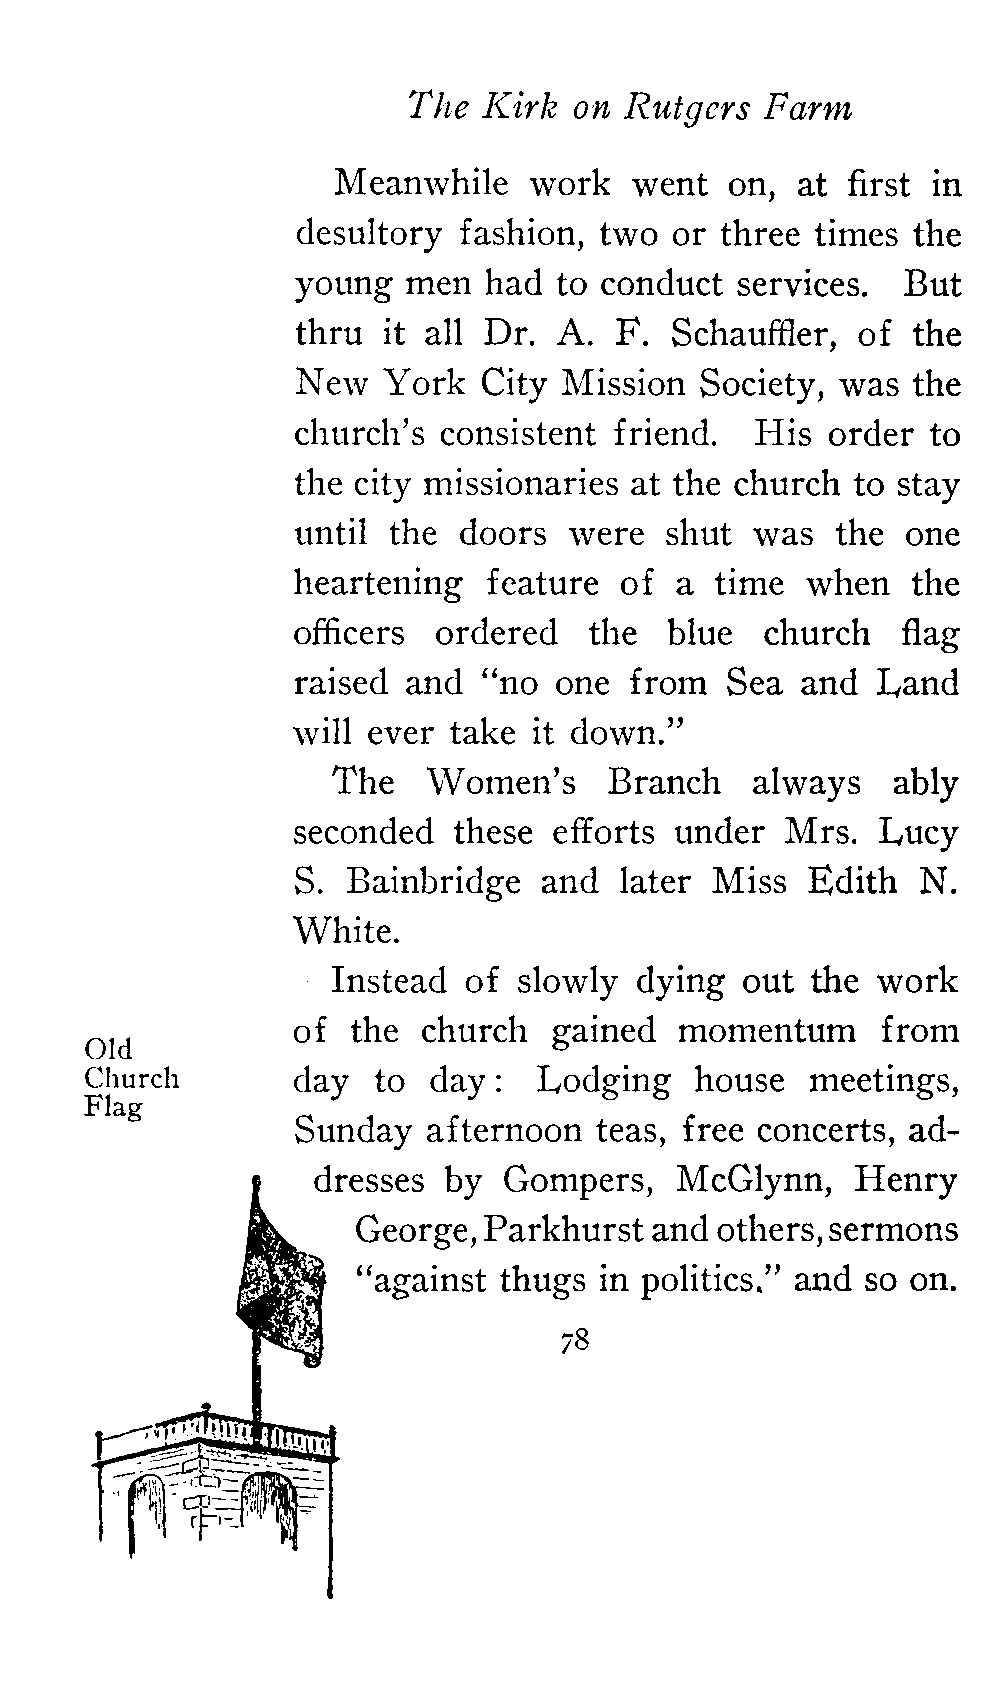 The Kirk on Rutgers Farm
Meanwhile work went on, at first in
desultory fashion, two or three times the
young men had to conduct services. But
thru it all Dr. A. F. Schauffler, of the
New York City Mission Society, was the
church's consistent friend. His order to
the city missionaries at the church to stay
until the doors were shut was the one
heartening feature of a time when the
officers ordered the blue church flag
raised and "no one from Sea and Land
will ever take it down."
The Women's Branch always ably
seconded these efforts under Mrs. Lucy
S. Bainbridge and later Miss Edith N.
White.
Instead of slowly dying out the work
of the church gained momentum from
day to day: Lodging house meetings,
Sunday afternoon teas, free concerts, ad-
dresses by Gompers, McGlynn, Henry
George, Parkhurst and others, sermons
"against thugs in politics." and so on.
Old
Church
Flag
78